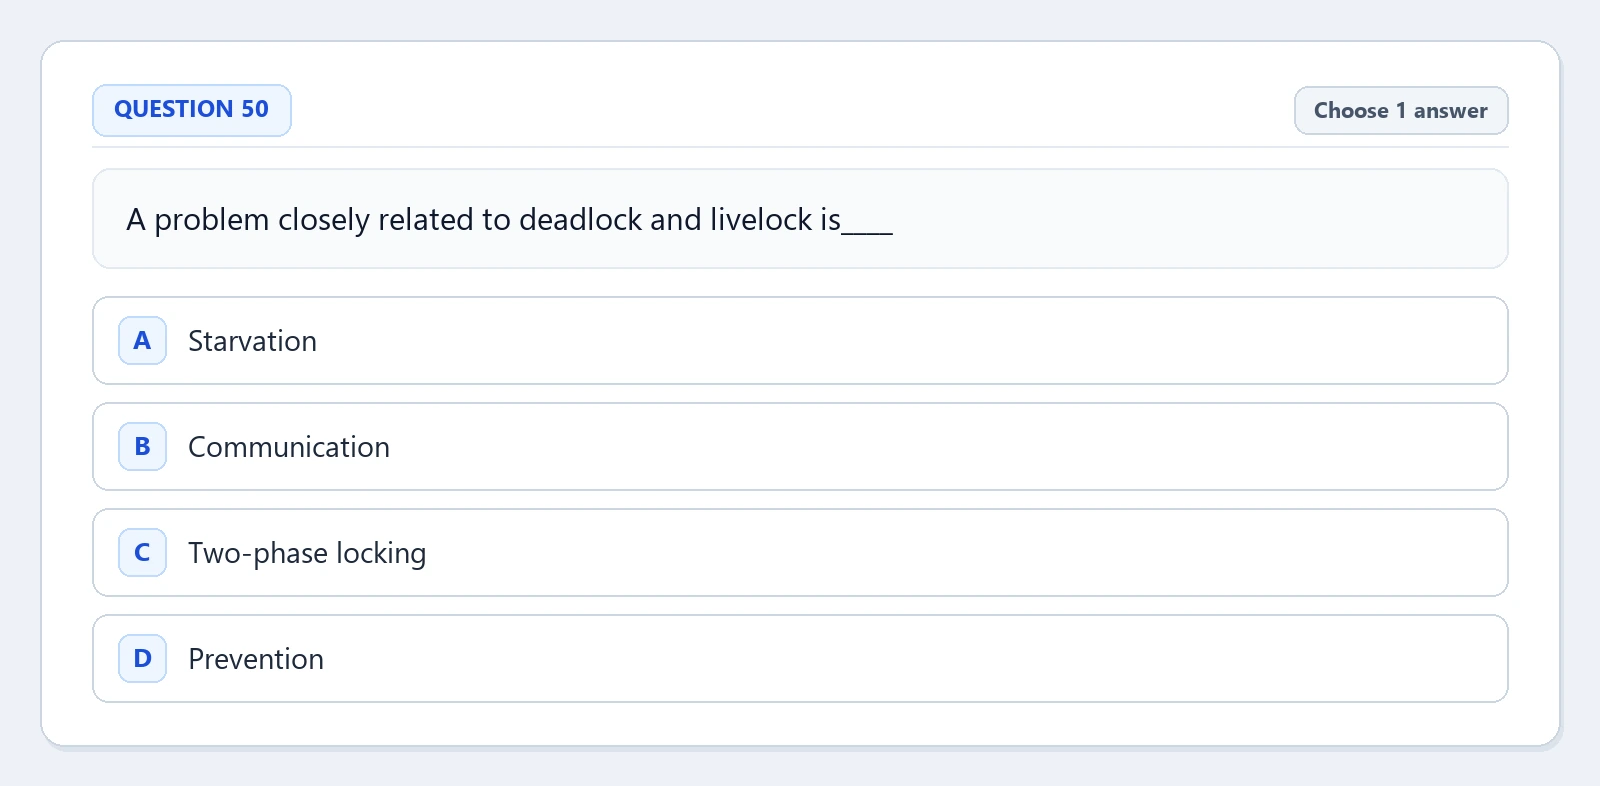 QUESTION 50
Choose 1 answer
A problem closely related to deadlock and livelock is____
A Starvation
B Communication
C Two-phase locking
D Prevention